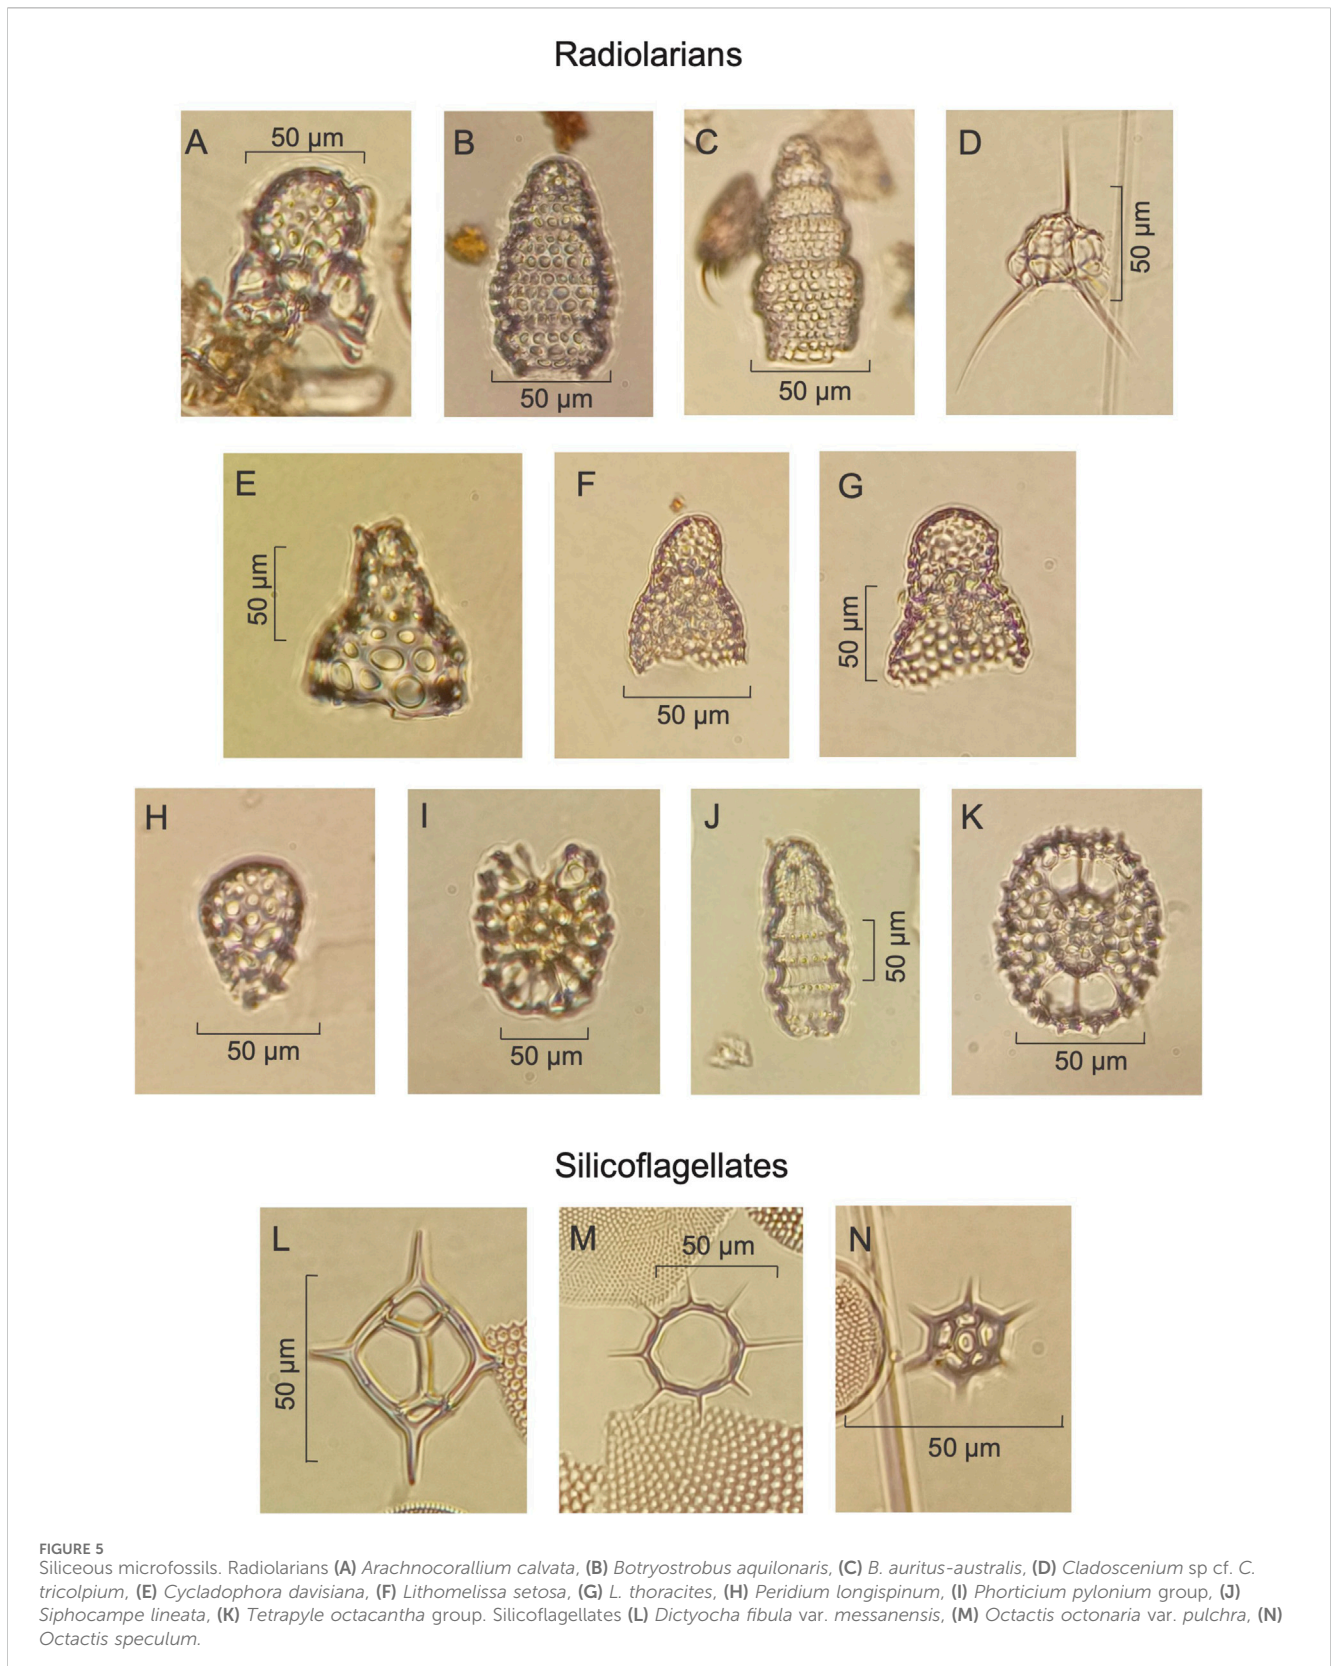 Radiolarians
A 50 µm
B 50 µm
C 50 µm
D 50 µm
E 50 µm
F 50 µm
G 50 µm
H 50 µm
I 50 µm
J 50 µm
K 50 µm
Silicoflagellates
L 50 µm
M 50 µm
N 50 µm
FIGURE 5
Siliceous microfossils. Radiolarians (A) Arachnocorallium calvata, (B) Botryostrobus aquilonaris, (C) B. auritus-australis, (D) Cladoscenium sp cf. C.
tricolpium, (E) Cycladophora davisiana, (F) Lithomelissa setosa, (G) L. thoracites, (H) Peridium longispinum, (I) Phorticium pylonium group, (J)
Siphocampe lineata, (K) Tetrapyle octacantha group. Silicoflagellates (L) Dictyocha fibula var. messanensis, (M) Octactis octonaria var. pulchra, (N)
Octactis speculum.